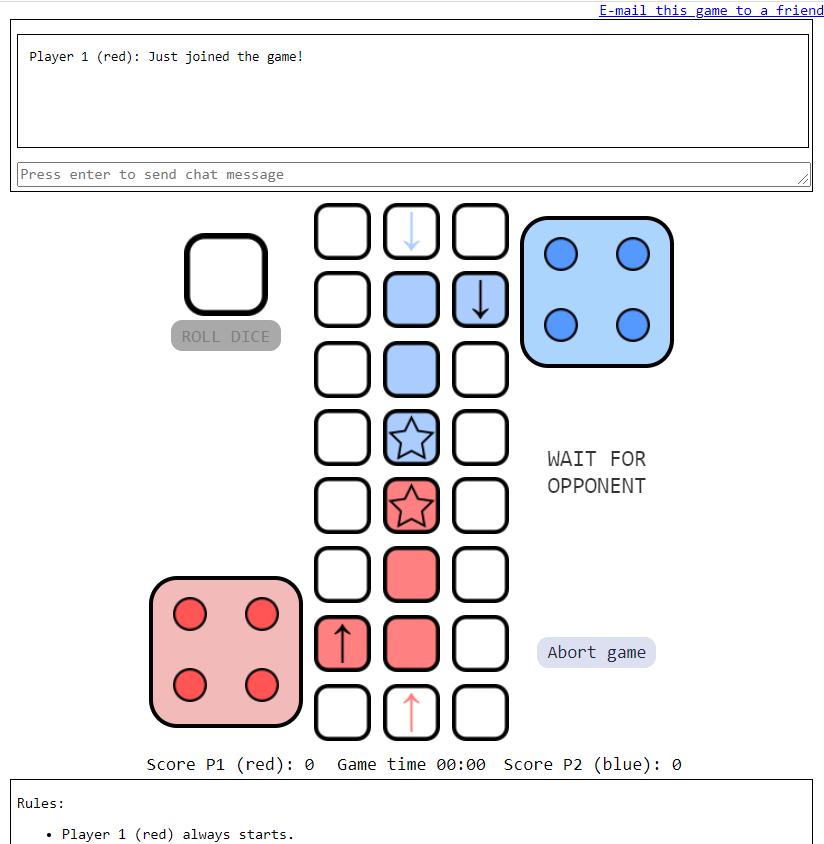 E-mail this game to a friend
Player 1 (red): Just joined the game!
Press enter to send chat message
ROLL DICE
WAIT FOR
OPPONENT
Abort game
Score P1 (red): 0 Game time 00:00 Score P2 (blue): 0
Rules:
• Player 1 (red) always starts.